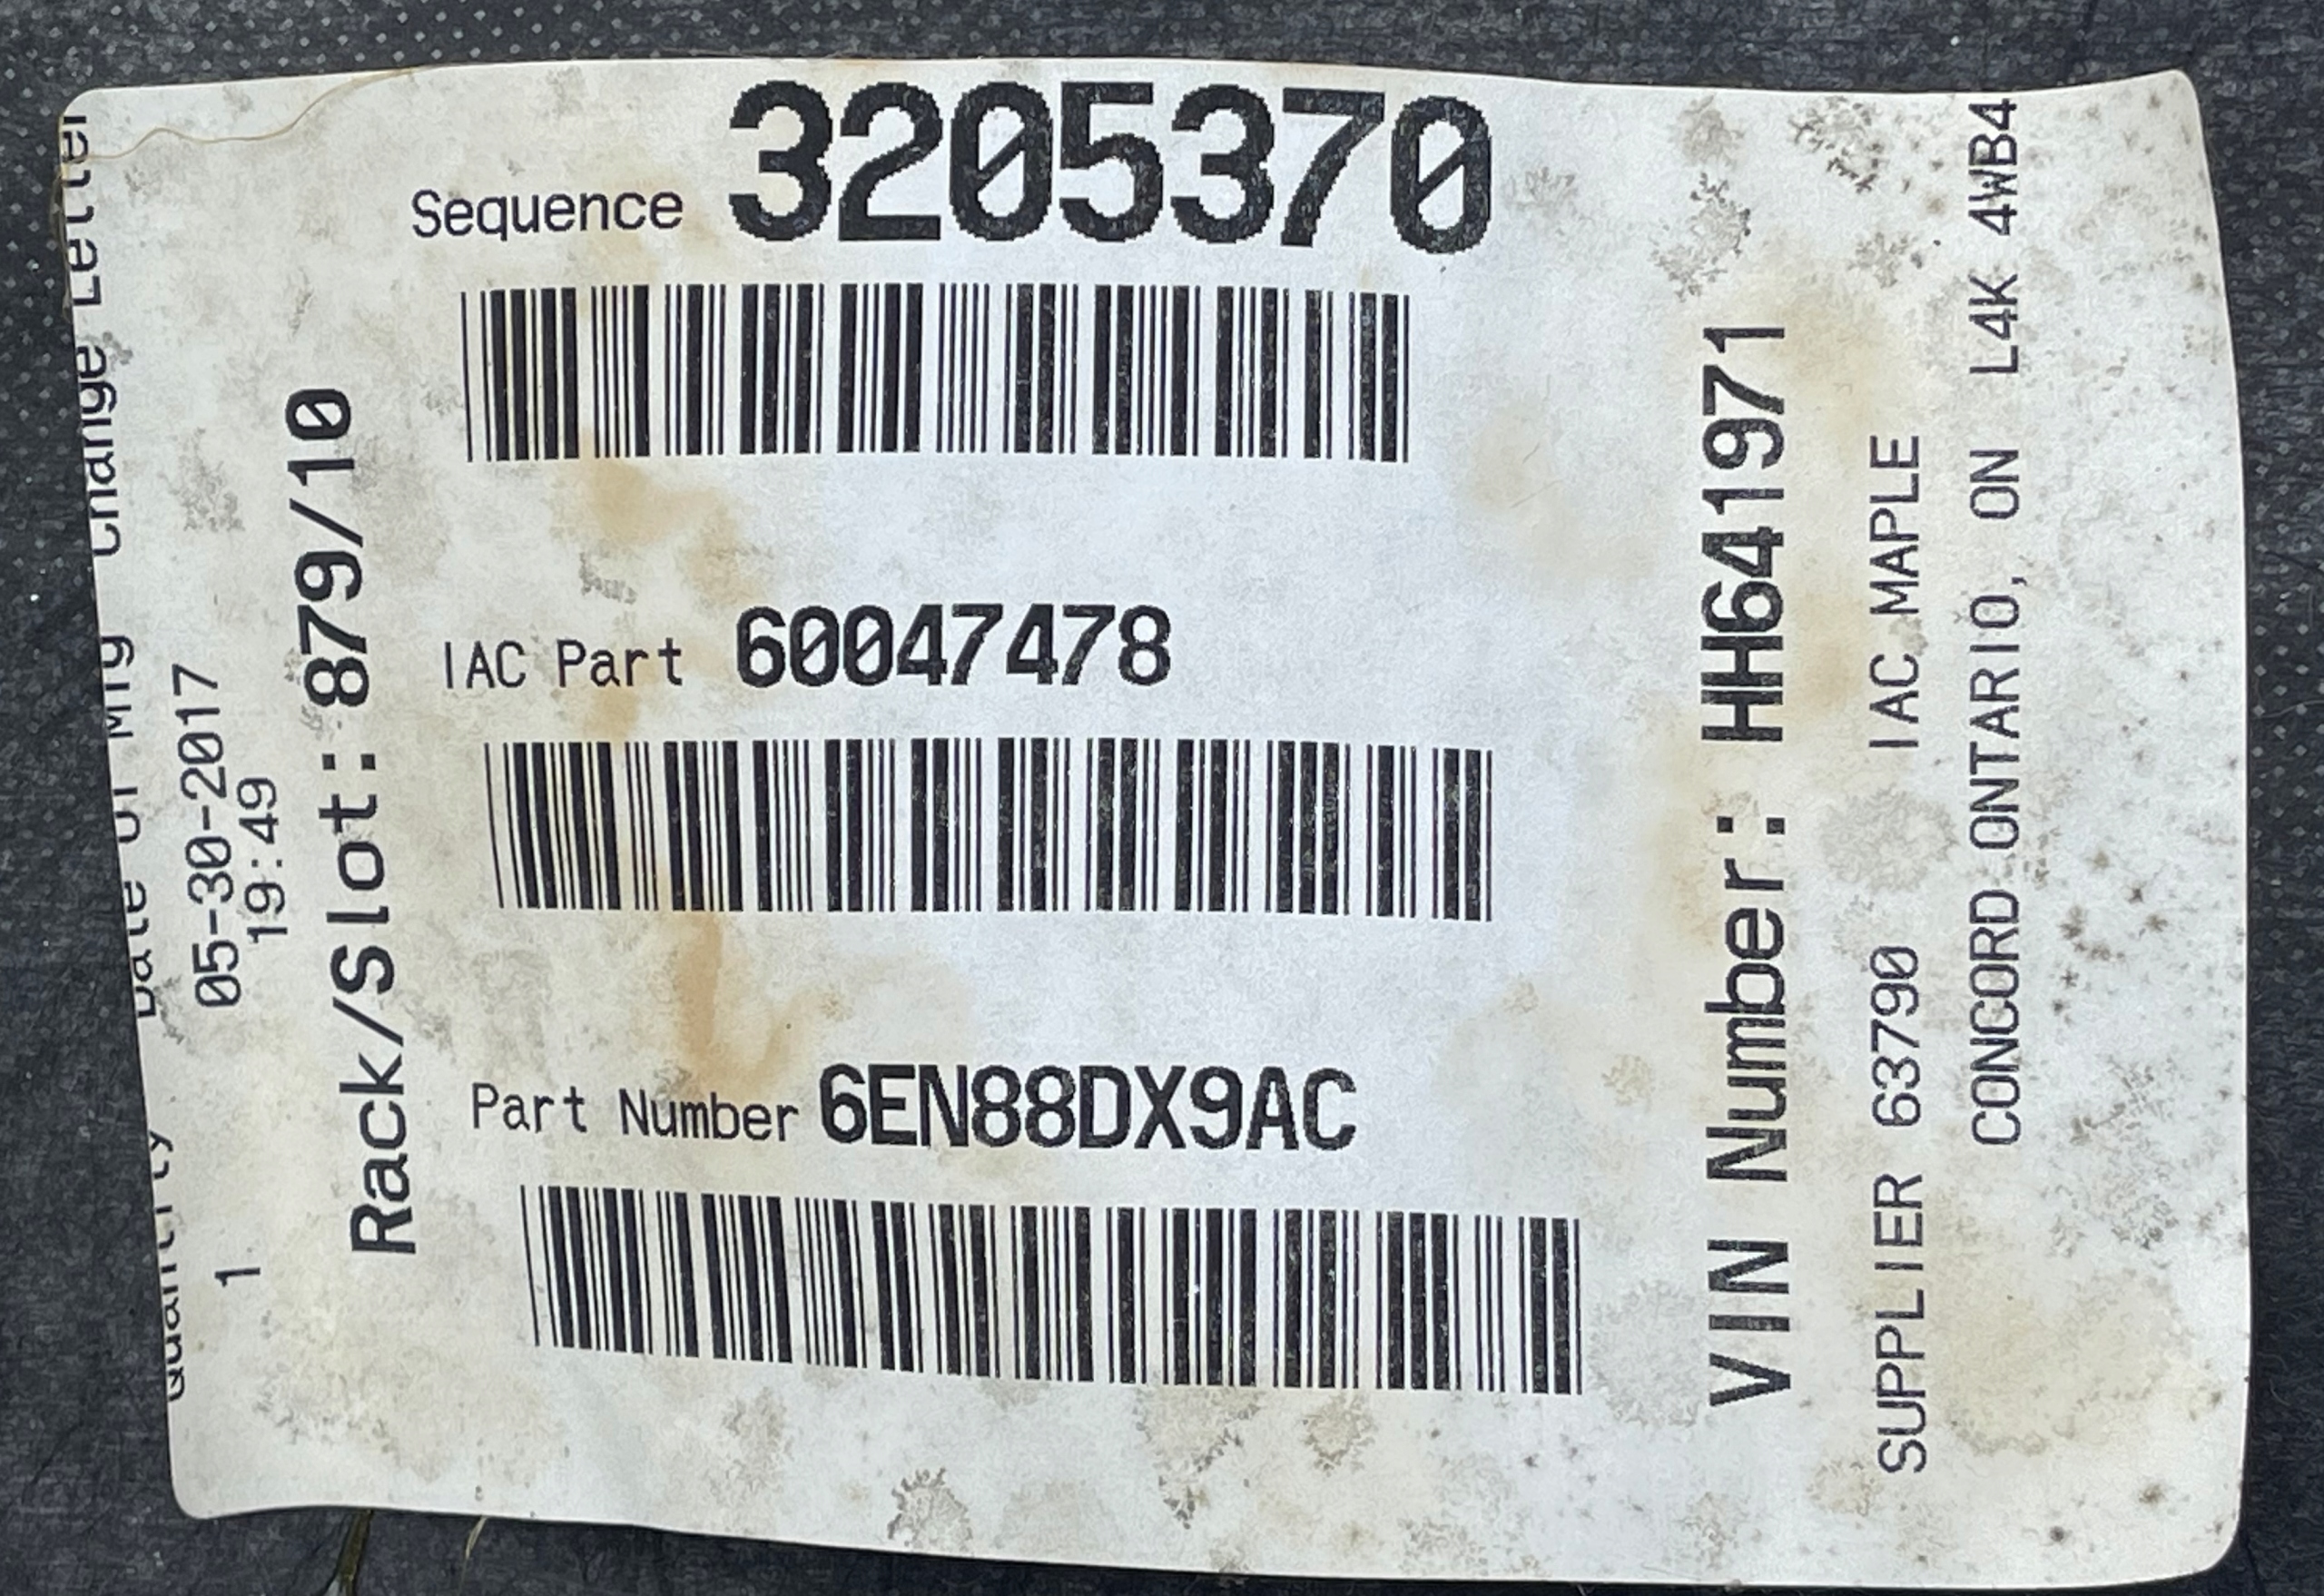 Sequence 3205370
IAC Part 60047478
Part Number 6EN88DX9AC
Quantity Date of Mfg Change Letter
1 05-30-2017
19:49
Rack/Slot: 879/10
VIN Number: HH641971
SUPPLIER 63790 IAC MAPLE
CONCORD ONTARIO, ON L4K 4WB4